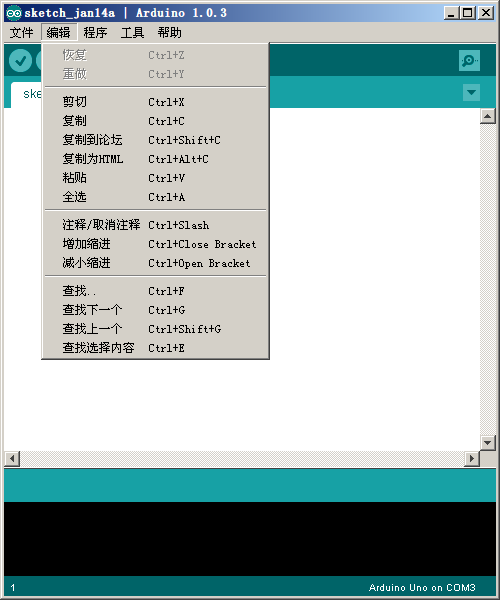 sketch_jan14a | Arduino 1.0.3
文件 编辑 程序 工具 帮助
恢复 Ctrl+Z
重做 Ctrl+Y
ske
剪切 Ctrl+X
复制 Ctrl+C
复制到论坛 Ctrl+Shift+C
复制为HTML Ctrl+Alt+C
粘贴 Ctrl+V
全选 Ctrl+A
注释/取消注释 Ctrl+Slash
增加缩进 Ctrl+Close Bracket
减小缩进 Ctrl+Open Bracket
查找.. Ctrl+F
查找下一个 Ctrl+G
查找上一个 Ctrl+Shift+G
查找选择内容 Ctrl+E
1 Arduino Uno on COM3